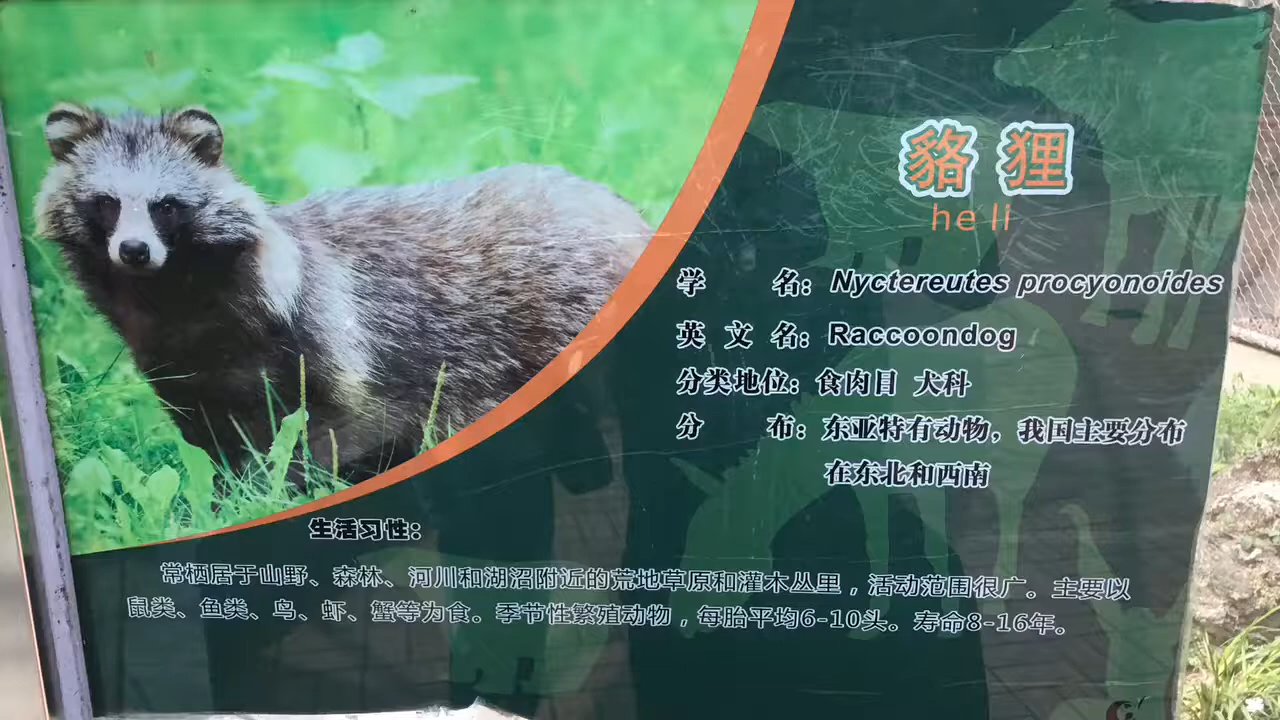 貉狸
he li
学 名：Nyctereutes procyonoides
英 文 名：Raccoondog
分类地位：食肉目 犬科
分 布：东亚特有动物，我国主要分布
在东北和西南
生活习性：
常栖居于山野、森林、河川和湖沼附近的荒地草原和灌木丛里，活动范围很广。主要以
鼠类、鱼类、鸟、虾、蟹等为食。季节性繁殖动物，每胎平均6-10头。寿命8-16年。